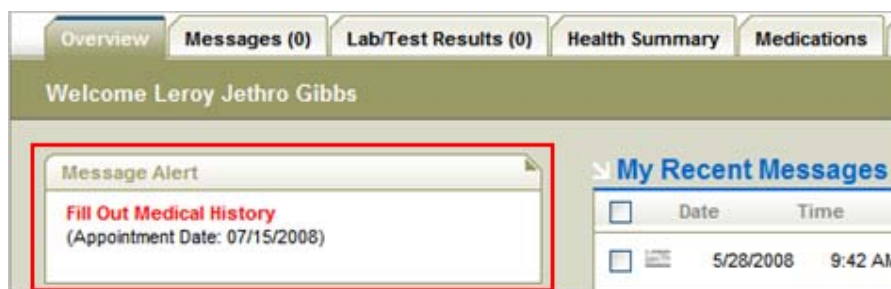 Overview Messages (0) Lab/Test Results (0) Health Summary Medications
Welcome Leroy Jethro Gibbs
Message Alert
Fill Out Medical History
(Appointment Date: 07/15/2008)
My Recent Messages
Date Time
5/28/2008 9:42 AM